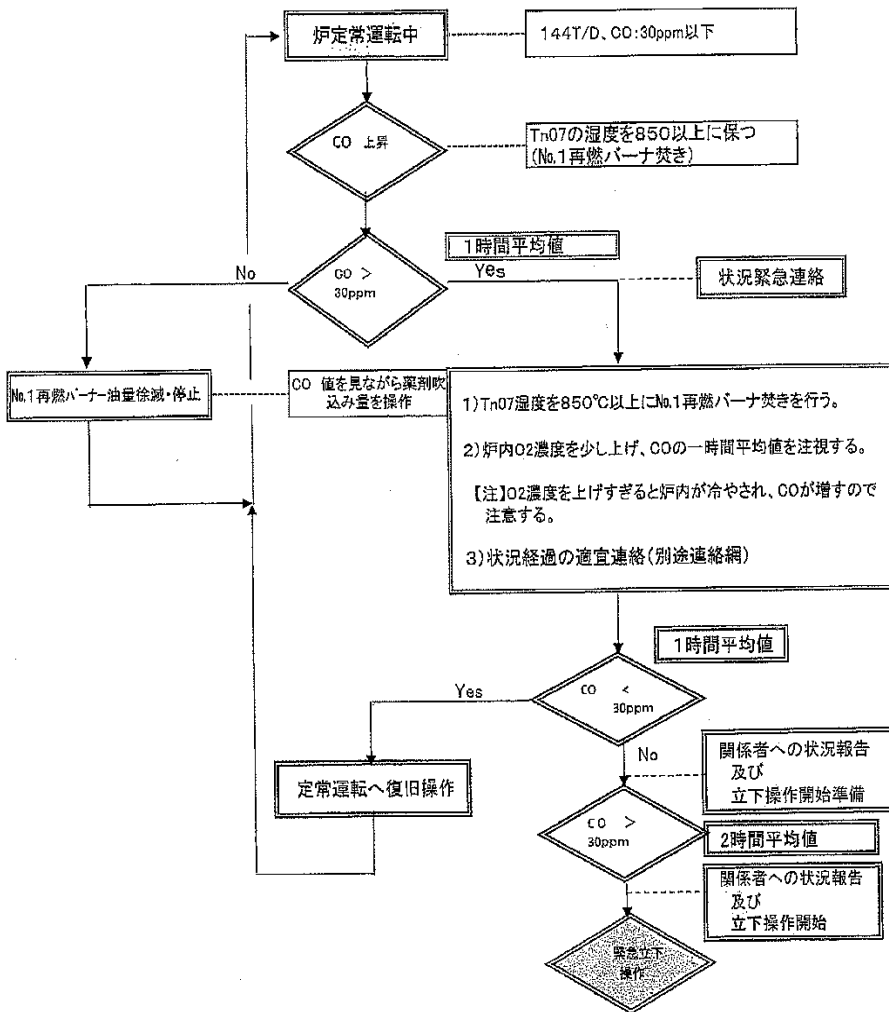 炉定常運転中
144T/D、CO:30ppm以下
CO 上昇
Tn07の湿度を850以上に保つ
(No.1再燃バーナ焚き)
1時間平均値
No
CO >
30ppm
Yes
状況緊急連絡
No.1再燃バーナー油量徐減・停止
CO 値を見ながら薬剤吹
込み量を操作
1)Tn07湿度を850℃以上にNo.1再燃バーナ焚きを行う。
2)炉内O2濃度を少し上げ、COの一時間平均値を注視する。
【注】O2濃度を上げすぎると炉内が冷やされ、COが増すので
注意する。
3)状況経過の適宜連絡(別途連絡網)
1時間平均値
Yes
CO <
30ppm
No
関係者への状況報告
及び
立下操作開始準備
定常運転へ復旧操作
CO >
30ppm
2時間平均値
関係者への状況報告
及び
立下操作開始
緊急立下
操作